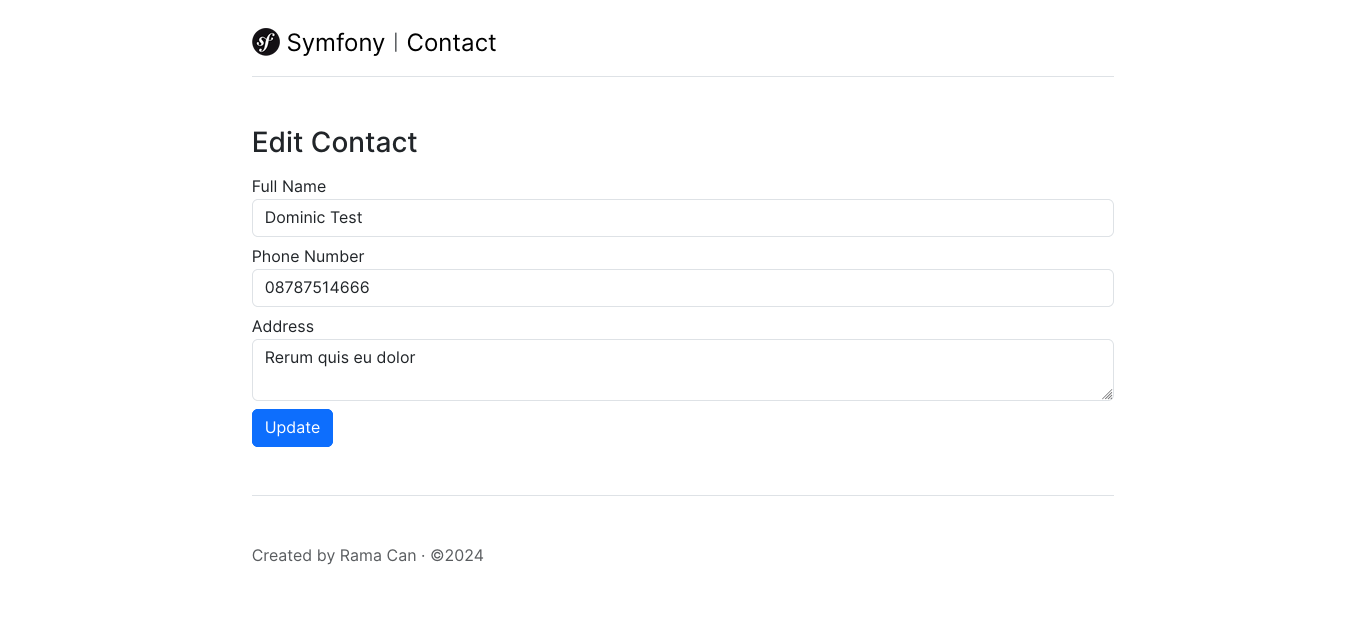 sf Symfony | Contact
Edit Contact
Full Name
Dominic Test
Phone Number
08787514666
Address
Rerum quis eu dolor
Update
Created by Rama Can · ©2024